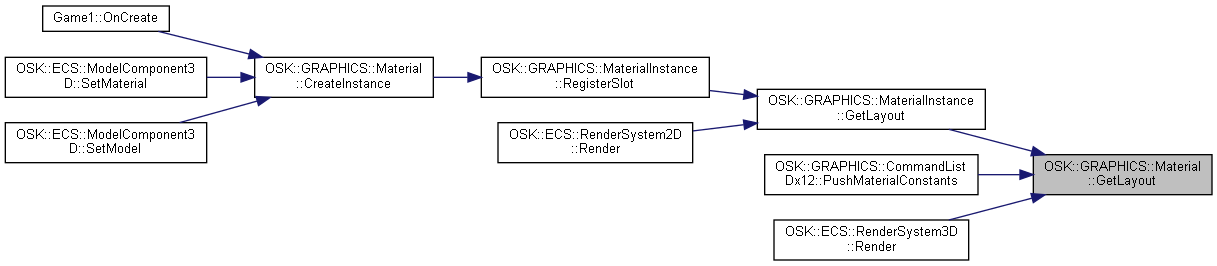 Game1::OnCreate
OSK::ECS::ModelComponent3
D::SetMaterial
OSK::ECS::ModelComponent3
D::SetModel
OSK::GRAPHICS::Material
::CreateInstance
OSK::GRAPHICS::MaterialInstance
::RegisterSlot
OSK::ECS::RenderSystem2D
::Render
OSK::GRAPHICS::MaterialInstance
::GetLayout
OSK::GRAPHICS::CommandList
Dx12::PushMaterialConstants
OSK::ECS::RenderSystem3D
::Render
OSK::GRAPHICS::Material
::GetLayout